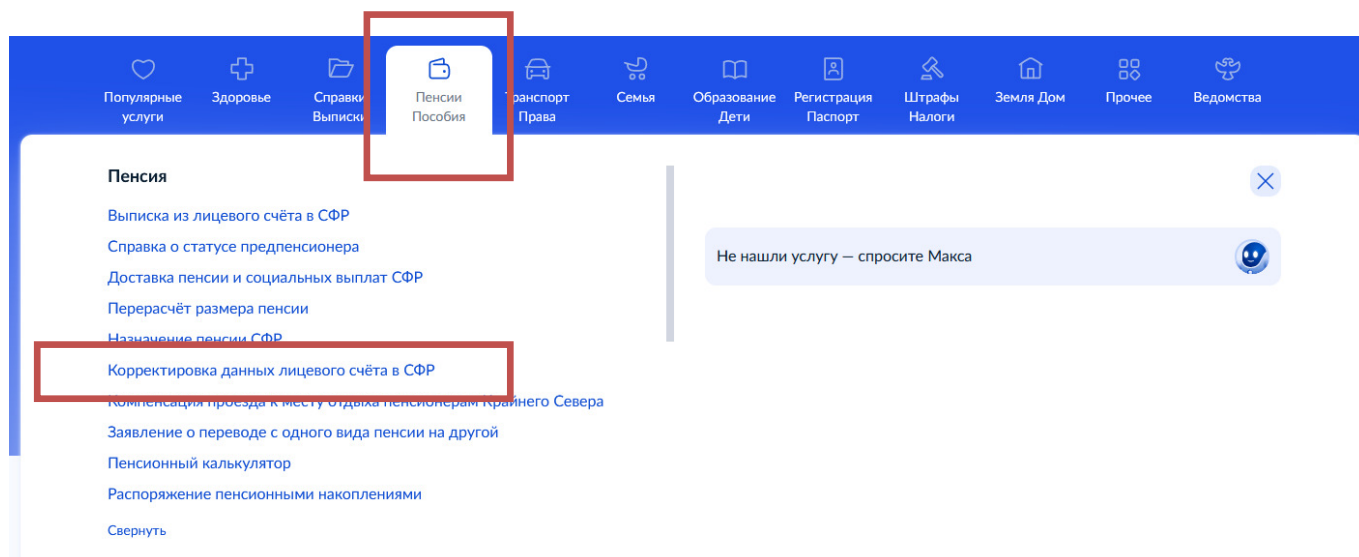 Популярные услуги
Здоровье
Справки Выписки
Пенсии Пособия
Транспорт Права
Семья
Образование Дети
Регистрация Паспорт
Штрафы Налоги
Земля Дом
Прочее
Ведомства
Пенсия
Выписка из лицевого счёта в СФР
Справка о статусе предпенсионера
Доставка пенсии и социальных выплат СФР
Перерасчёт размера пенсии
Назначение пенсии СФР
Корректировка данных лицевого счёта в СФР
Компенсация проезда к месту отдыха пенсионерам Крайнего Севера
Заявление о переводе с одного вида пенсии на другой
Пенсионный калькулятор
Распоряжение пенсионными накоплениями
Свернуть
Не нашли услугу — спросите Макса